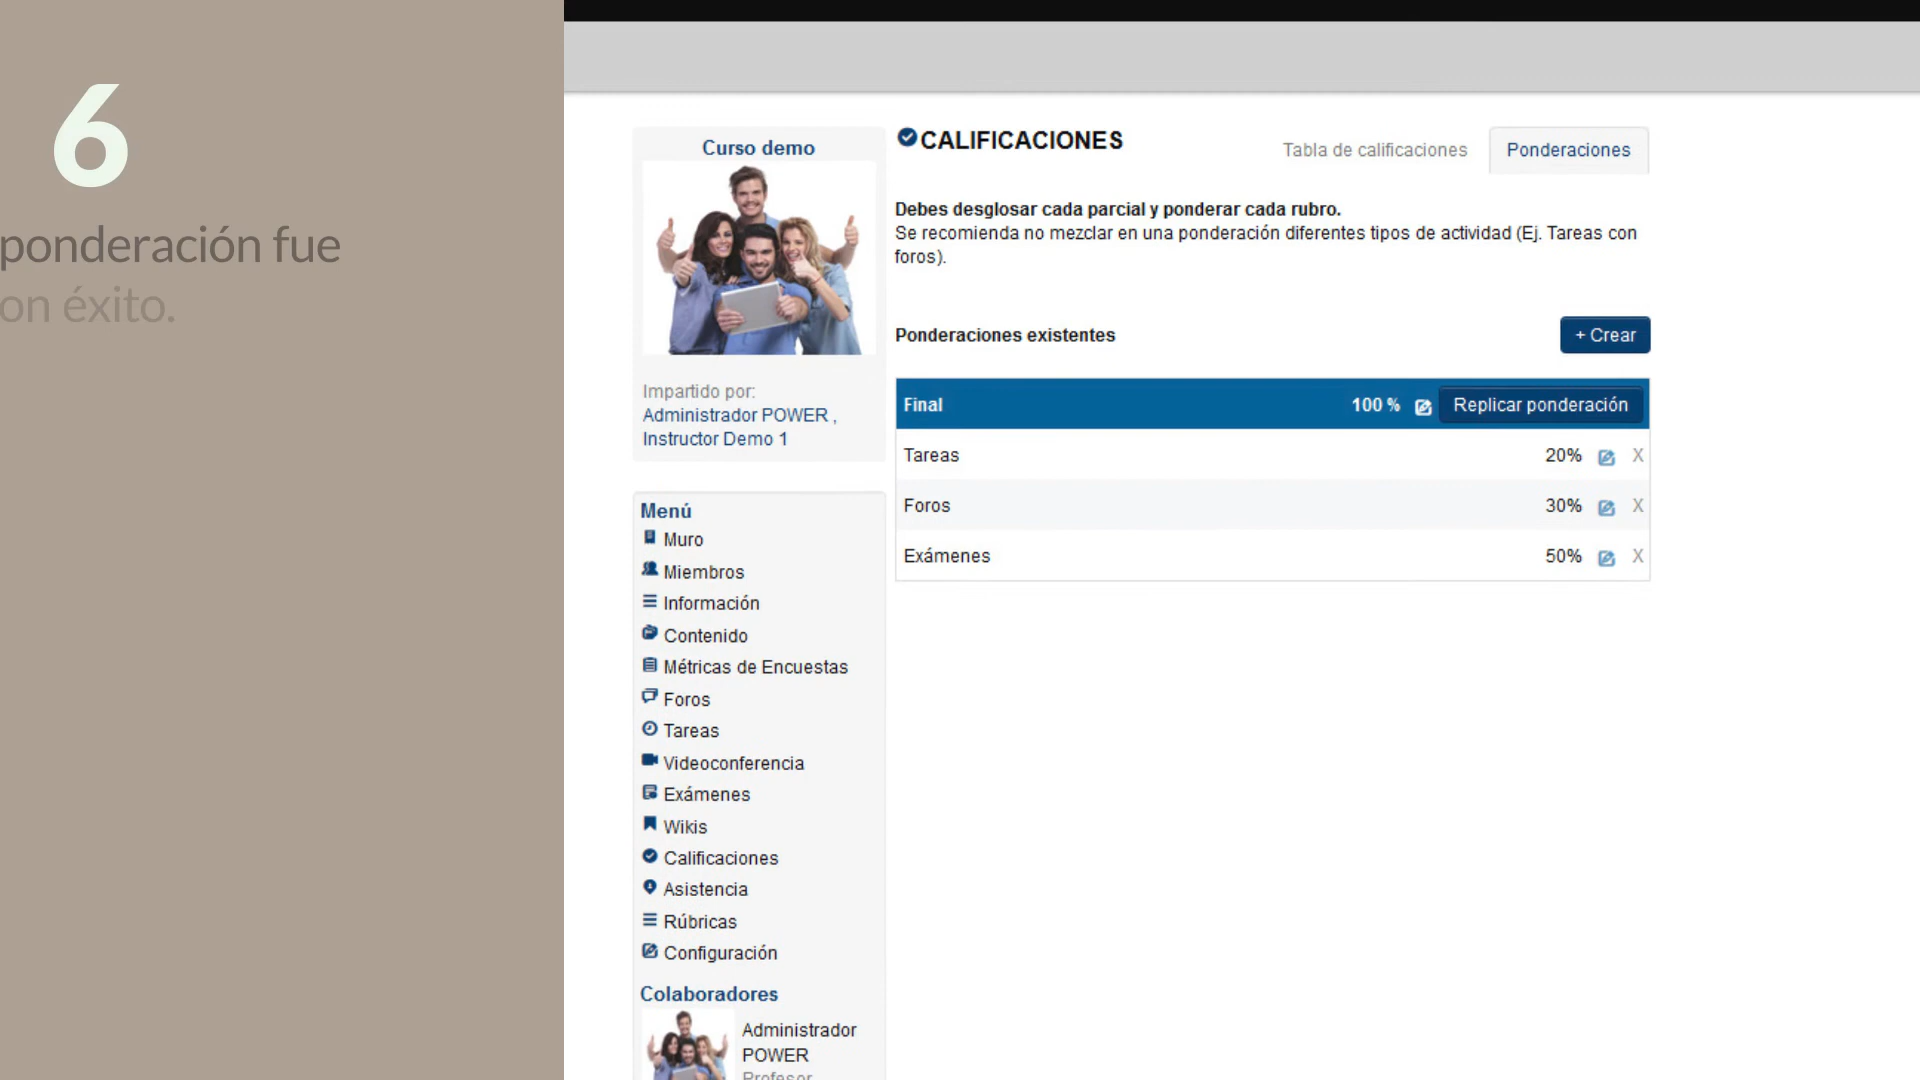 6
ponderación fue
on éxito.
Curso demo
Impartido por:
Administrador POWER ,
Instructor Demo 1
Menú
Muro
Miembros
Información
Contenido
Métricas de Encuestas
Foros
Tareas
Videoconferencia
Exámenes
Wikis
Calificaciones
Asistencia
Rúbricas
Configuración
Colaboradores
Administrador
POWER
Profesor
CALIFICACIONES
Tabla de calificaciones
Ponderaciones
Debes desglosar cada parcial y ponderar cada rubro.
Se recomienda no mezclar en una ponderación diferentes tipos de actividad (Ej. Tareas con
foros).
Ponderaciones existentes
+ Crear
Final 100 % Replicar ponderación
Tareas 20% X
Foros 30% X
Exámenes 50% X